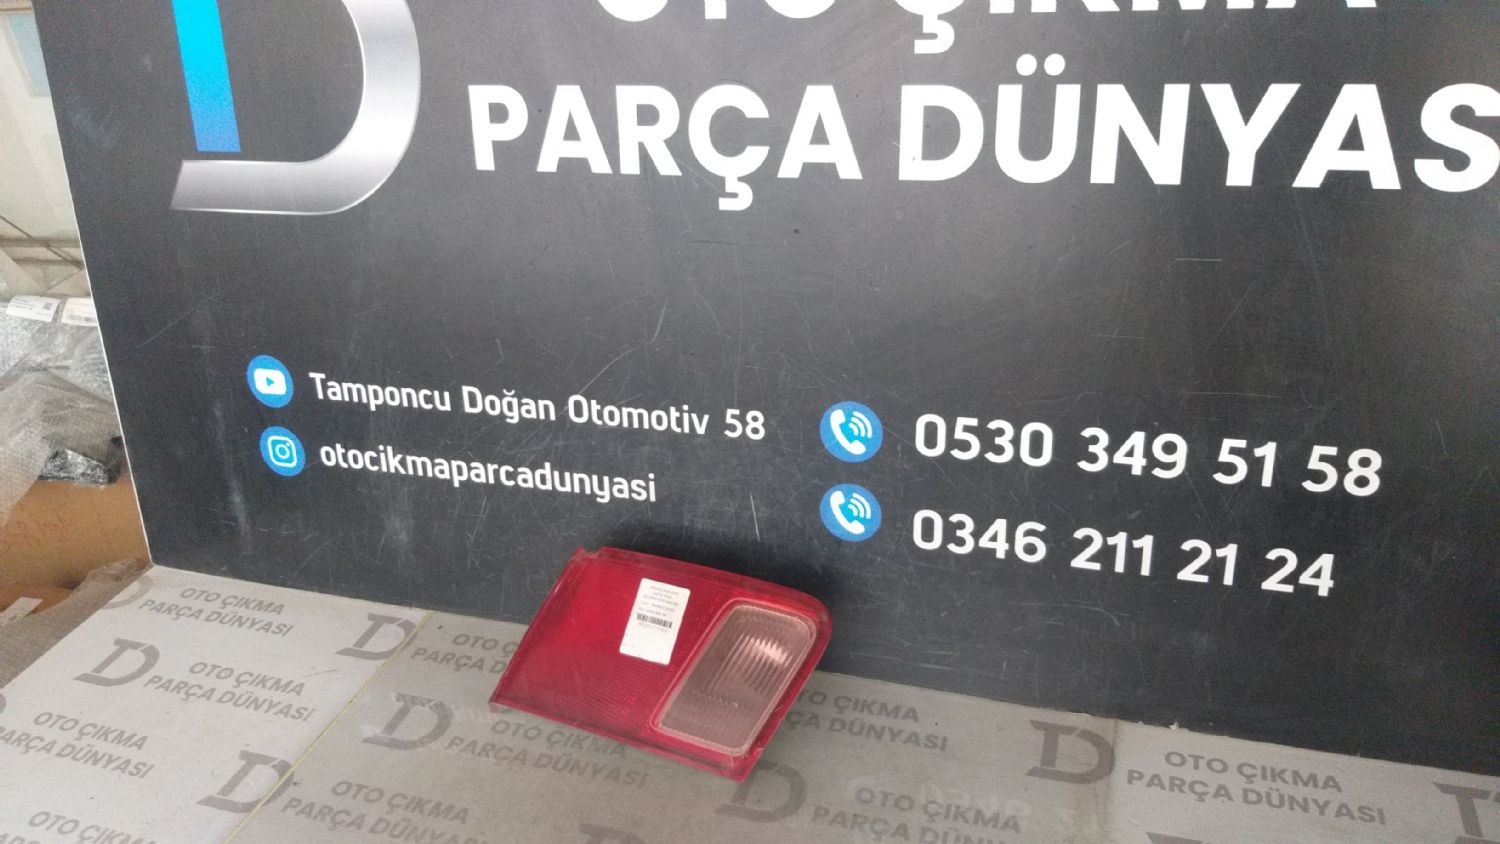 OTO ÇIKMA
PARÇA DÜNYAS
Tamponcu Doğan Otomotiv 58
otocikmaparcadunyasi
0530 349 51 58
0346 211 21 24
OTO ÇIKMA
PARÇA DÜNYASI
OTO ÇIKMA
PARÇA DÜNYASI
OTO ÇIKMA
PARÇA DÜNYASI
OTO ÇIKMA
PARÇA DÜNYASI
OTO ÇIKMA
PARÇA DÜNYASI
OTO ÇIKMA
PARÇA DÜNYASI
OTO ÇIKMA
PARÇA DÜNYASI
OTO ÇIKMA